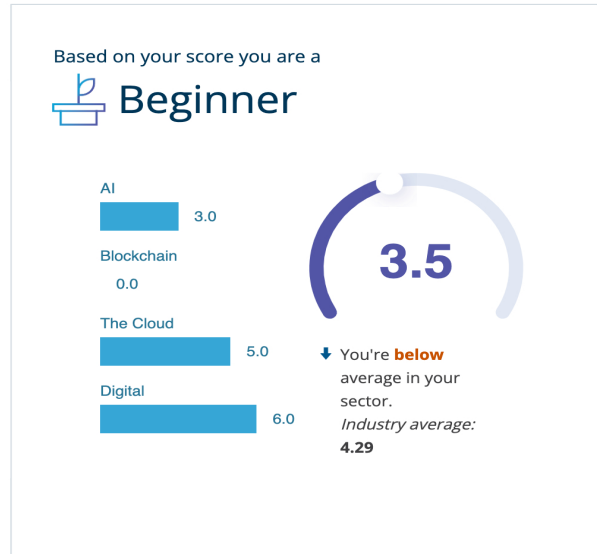 Based on your score you are a
Beginner
AI
3.0
Blockchain
0.0
The Cloud
5.0
Digital
6.0
3.5
You're below
average in your
sector.
Industry average:
4.29